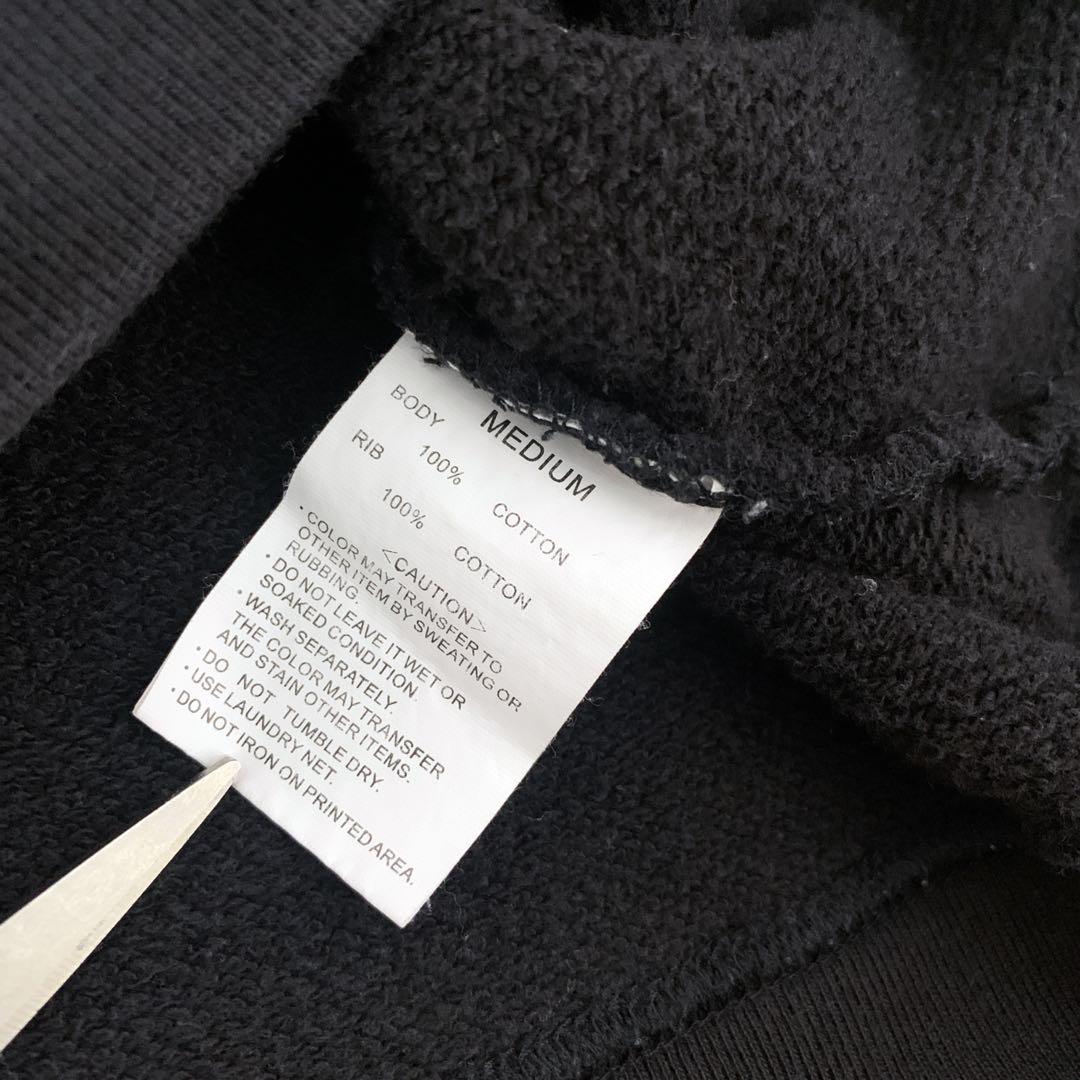 MEDIUM
BODY 100% COTTON
RIB 100% COTTON
<CAUTION>
・COLOR MAY TRANSFER TO
OTHER ITEM BY SWEATING OR
RUBBING.
・DO NOT LEAVE IT WET OR
SOAKED CONDITION.
・WASH SEPARATELY.
THE COLOR MAY TRANSFER
AND STAIN OTHER ITEMS.
・DO NOT TUMBLE DRY.
・USE LAUNDRY NET.
・DO NOT IRON ON PRINTED AREA.